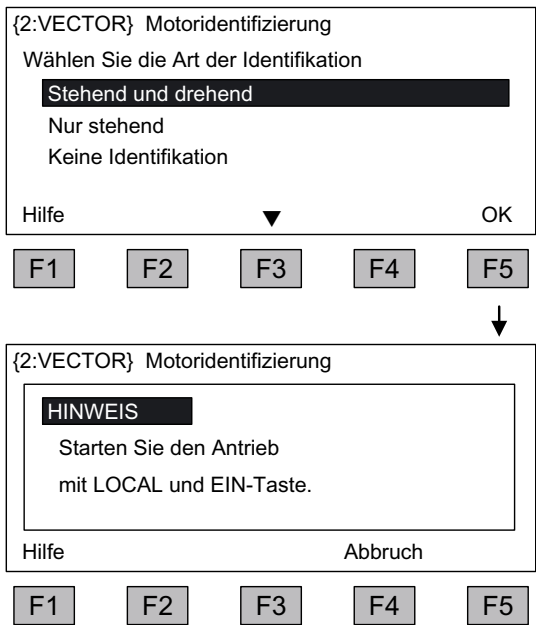 {2:VECTOR} Motoridentifizierung
Wählen Sie die Art der Identifikation
Stehend und drehend
Nur stehend
Keine Identifikation
Hilfe ▼ OK
F1 F2 F3 F4 F5
{2:VECTOR} Motoridentifizierung
HINWEIS
Starten Sie den Antrieb
mit LOCAL und EIN-Taste.
Hilfe Abbruch
F1 F2 F3 F4 F5